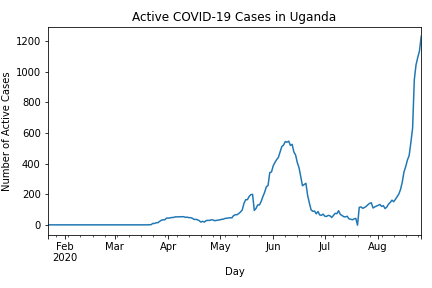 Active COVID-19 Cases in Uganda
Number of Active Cases
1200
1000
800
600
400
200
0
Feb Mar Apr May Jun Jul Aug
2020
Day